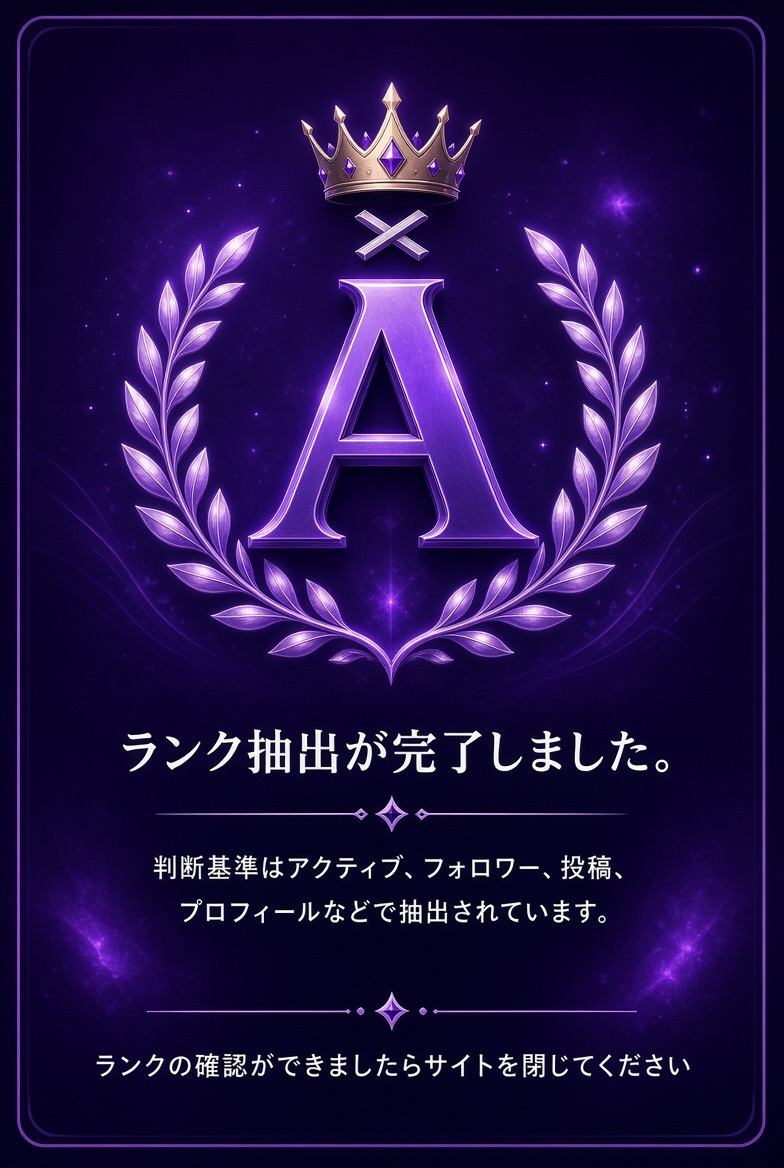 A
ランク抽出が完了しました。
判断基準はアクティブ、フォロワー、投稿、
プロフィールなどで抽出されています。
ランクの確認ができましたらサイトを閉じてください